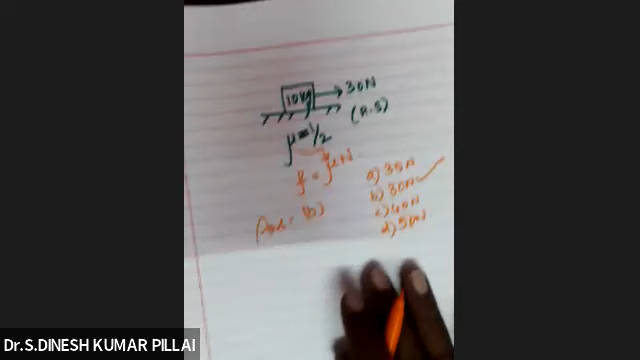 10kg → 30N
(R.S)
μ = 1/2
f = μN
a) 35N
b) 30N ✓
c) 40N
d) 50N
Ans: (b)
Dr.S.DINESH KUMAR PILLAI